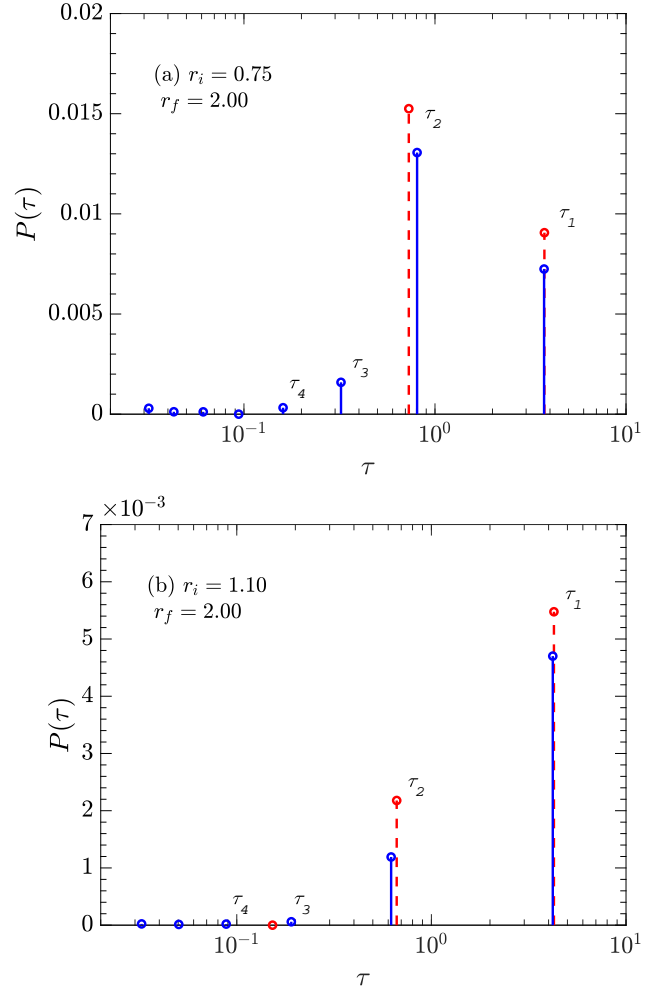 0.02
(a) r_i = 0.75
r_f = 2.00
0.015
τ_2
0.01
τ_1
P(τ)
0.005
τ_3
τ_4
0
10^{-1} 10^0 10^1
τ
7 ×10^{-3}
6
(b) r_i = 1.10
r_f = 2.00
τ_1
5
4
P(τ)
3
2
τ_2
1
τ_4 τ_3
0
10^{-1} 10^0 10^1
τ